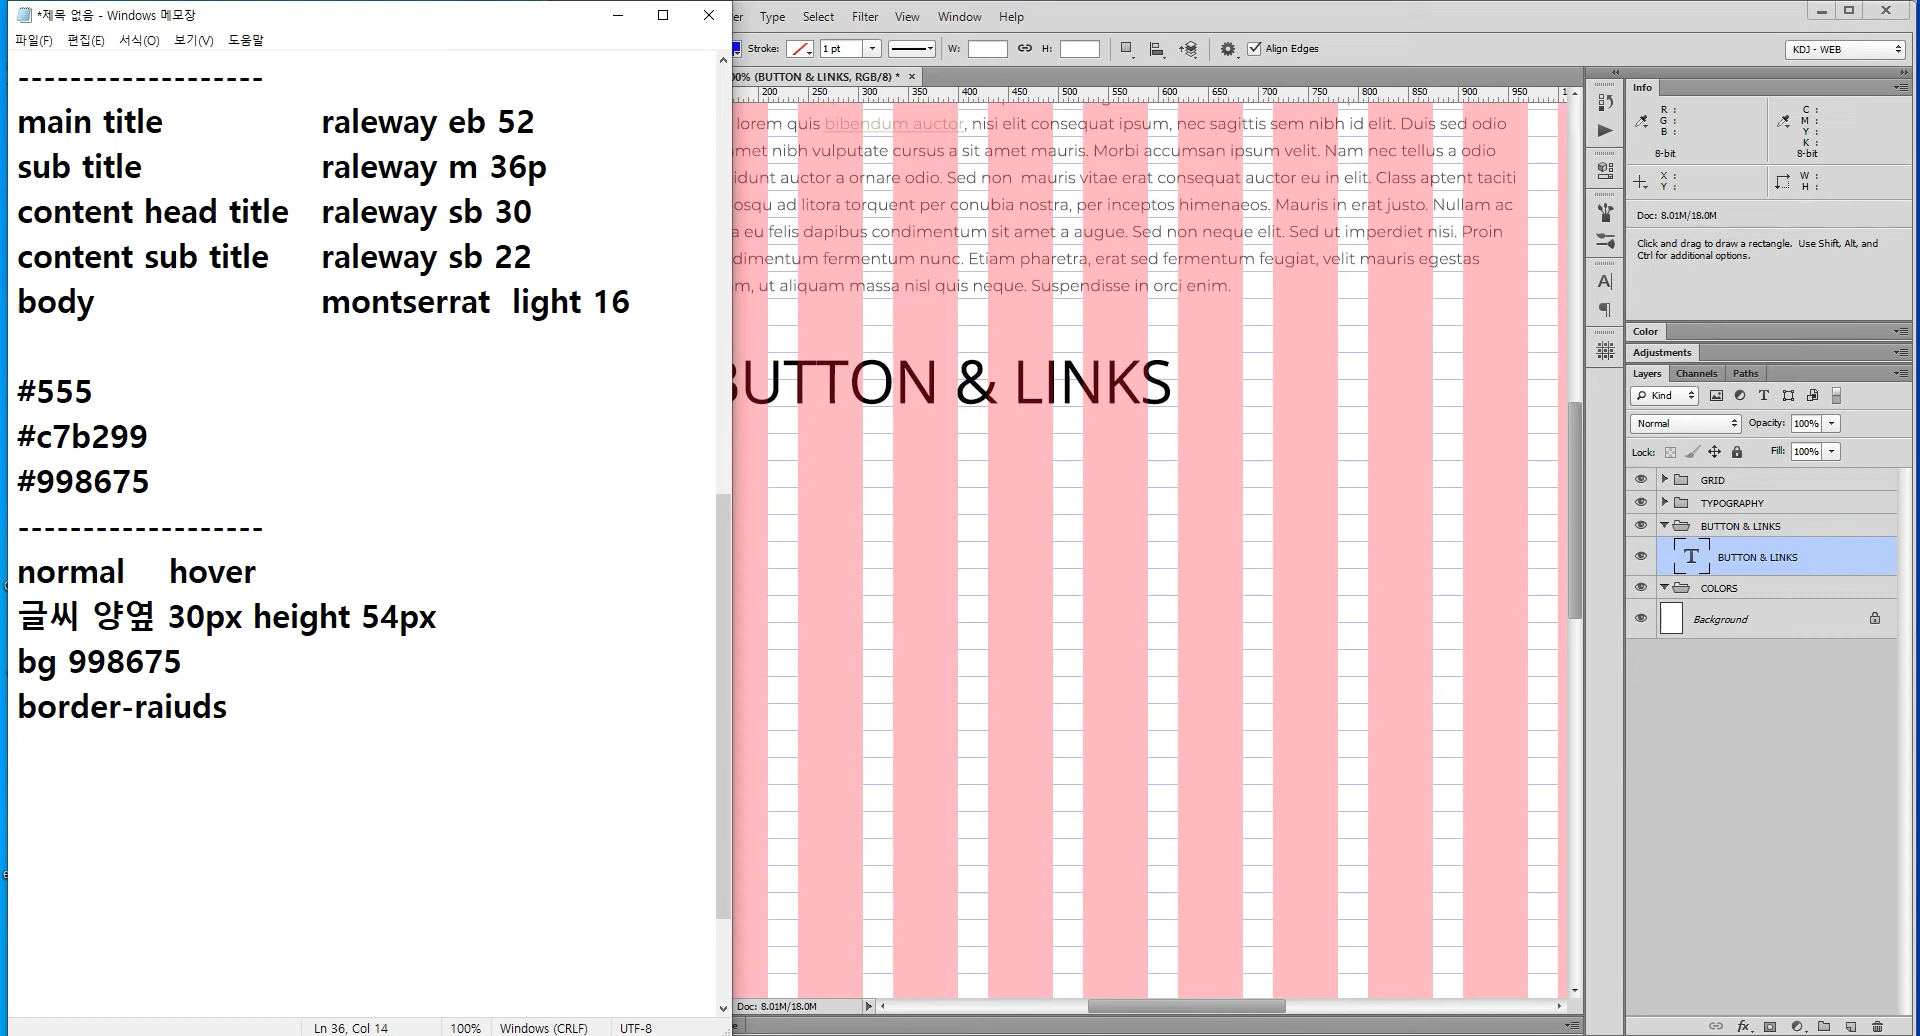 *제목 없음 - Windows 메모장
파일(F) 편집(E) 서식(O) 보기(V) 도움말
-------------------
main title raleway eb 52
sub title raleway m 36p
content head title raleway sb 30
content sub title raleway sb 22
body montserrat light 16
#555
#c7b299
#998675
-------------------
normal hover
글씨 양옆 30px height 54px
bg 998675
border-raiuds
Ln 36, Col 14 100% Windows (CRLF) UTF-8
er Type Select Filter View Window Help
Stroke: 1 pt W: H: Align Edges KDJ - WEB
00% (BUTTON & LINKS, RGB/8) * ×
200 250 300 350 400 450 500 550 600 650 700 750 800 850 900 950 1
lorem quis bibendum auctor, nisi elit consequat ipsum, nec sagittis sem nibh id elit. Duis sed odio
met nibh vulputate cursus a sit amet mauris. Morbi accumsan ipsum velit. Nam nec tellus a odio
idunt auctor a ornare odio. Sed non mauris vitae erat consequat auctor eu in elit. Class aptent taciti
osqu ad litora torquent per conubia nostra, per inceptos himenaeos. Mauris in erat justo. Nullam ac
a eu felis dapibus condimentum sit amet a augue. Sed non neque elit. Sed ut imperdiet nisi. Proin
dimentum fermentum nunc. Etiam pharetra, erat sed fermentum feugiat, velit mauris egestas
m, ut aliquam massa nisl quis neque. Suspendisse in orci enim.
BUTTON & LINKS
Doc: 8.01M/18.0M
Info
R : C :
G : M :
B : Y :
K :
8-bit 8-bit
X : W :
Y : H :
Doc: 8.01M/18.0M
Click and drag to draw a rectangle. Use Shift, Alt, and
Ctrl for additional options.
Color
Adjustments
Layers Channels Paths
Kind
Normal Opacity: 100%
Lock: Fill: 100%
GRID
TYPOGRAPHY
BUTTON & LINKS
T BUTTON & LINKS
COLORS
Background
fx